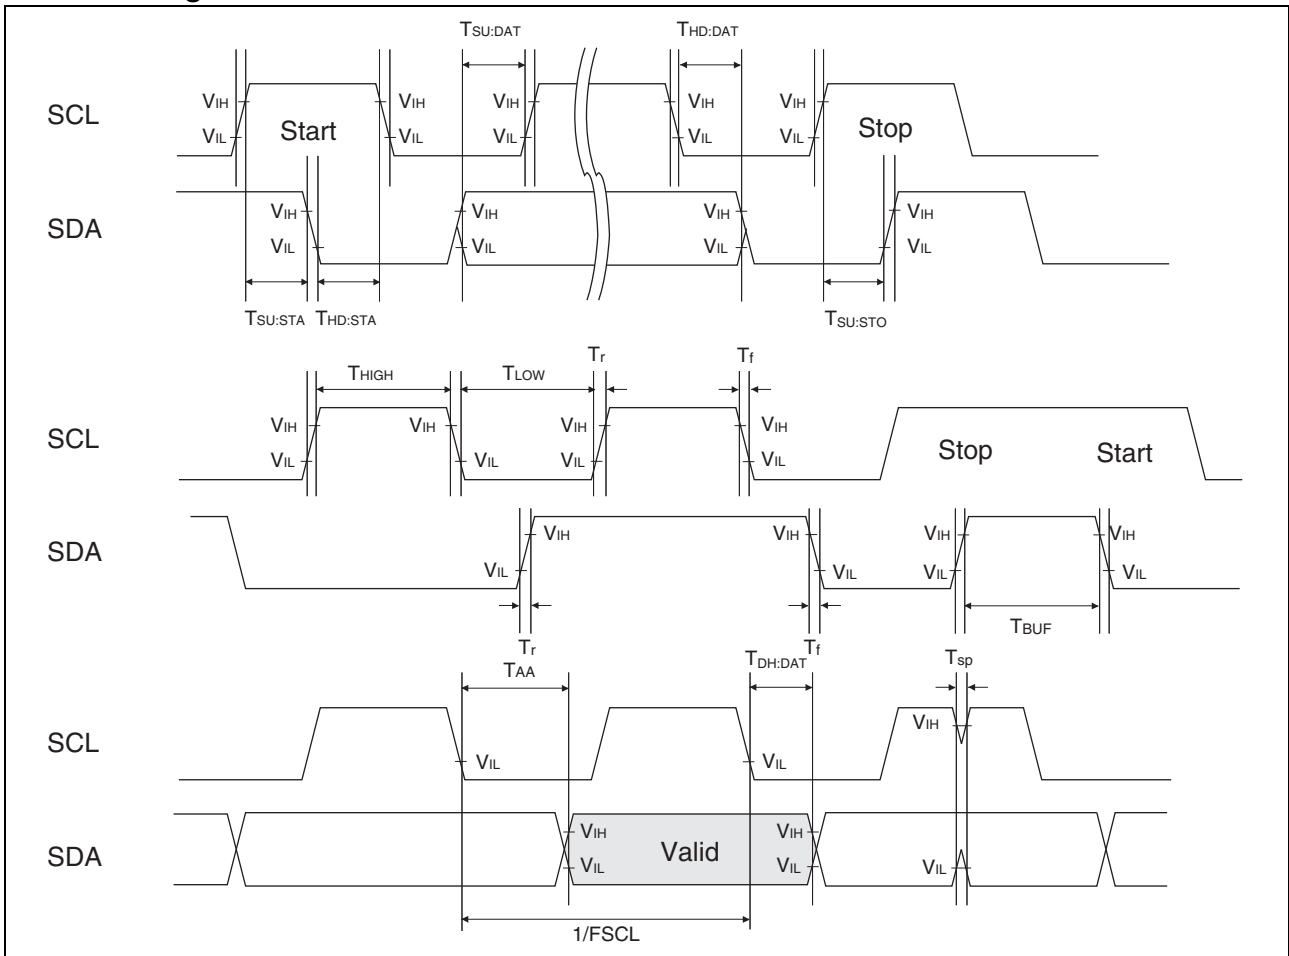 TSU:DAT THD:DAT
SCL VIH VIH VIH VIH VIH
Start Stop
VIL VIL VIL VIL VIL
SDA VIH VIH VIH VIH
VIL VIL VIL VIL
TSU:STA THD:STA TSU:STO
Tr Tf
THIGH TLOW
SCL VIH VIH VIH VIH
Stop Start
VIL VIL VIL VIL
SDA VIH VIH VIH VIH
VIL VIL VIL VIL
TBUF
Tr Tf
TAA TDH:DAT Tsp
VIH
SCL VIL VIL
VIH VIH
SDA Valid
VIL VIL VIL
1/FSCL